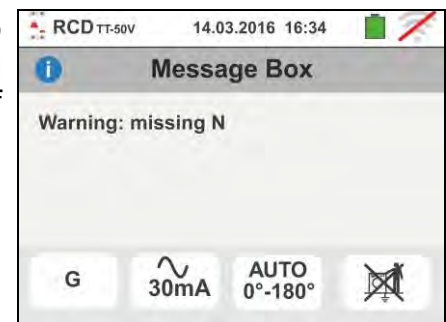 RCD TT-50V 14.03.2016 16:34
Message Box
Warning: missing N
G 30mA AUTO 0°-180°